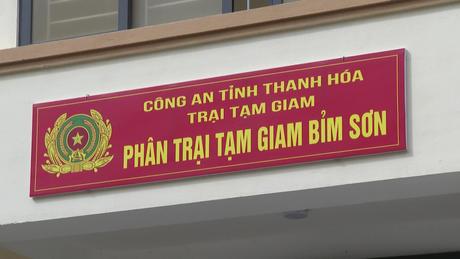 CÔNG AN TỈNH THANH HÓA
TRẠI TẠM GIAM
PHÂN TRẠI TẠM GIAM BỈM SƠN